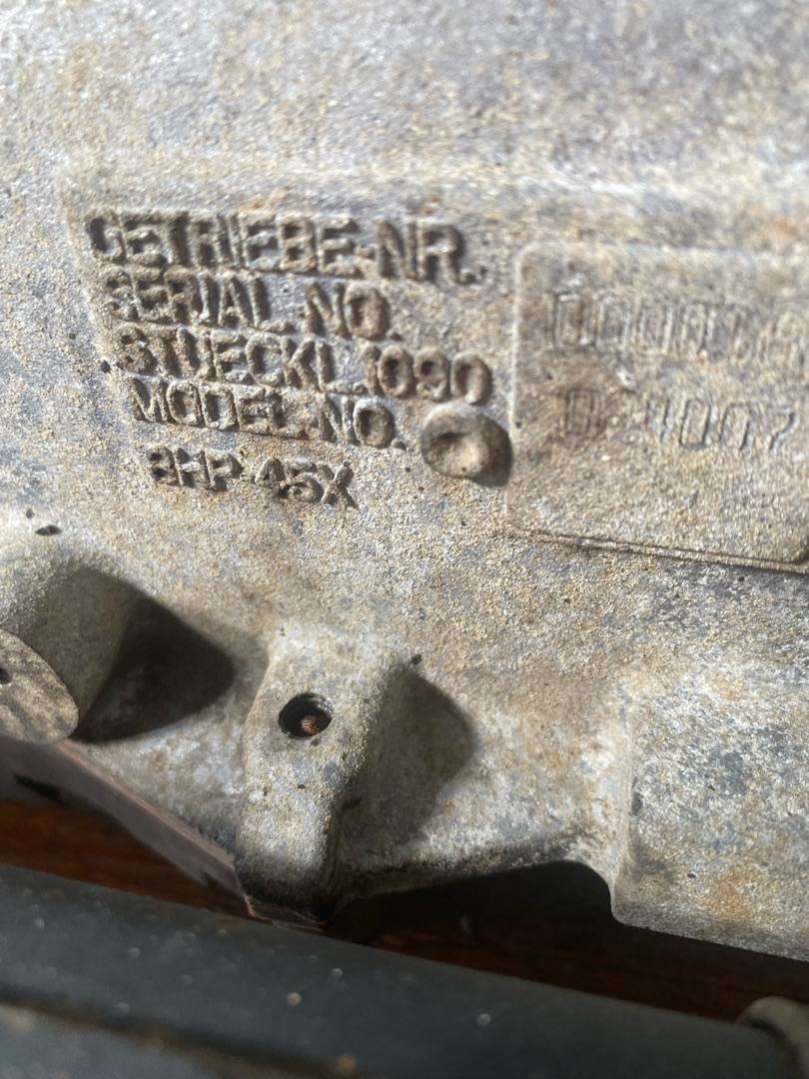 GETRIEBE-NR.
SERIAL-NO.
STUECKL.1090
MODEL-NO.
8HP 45X